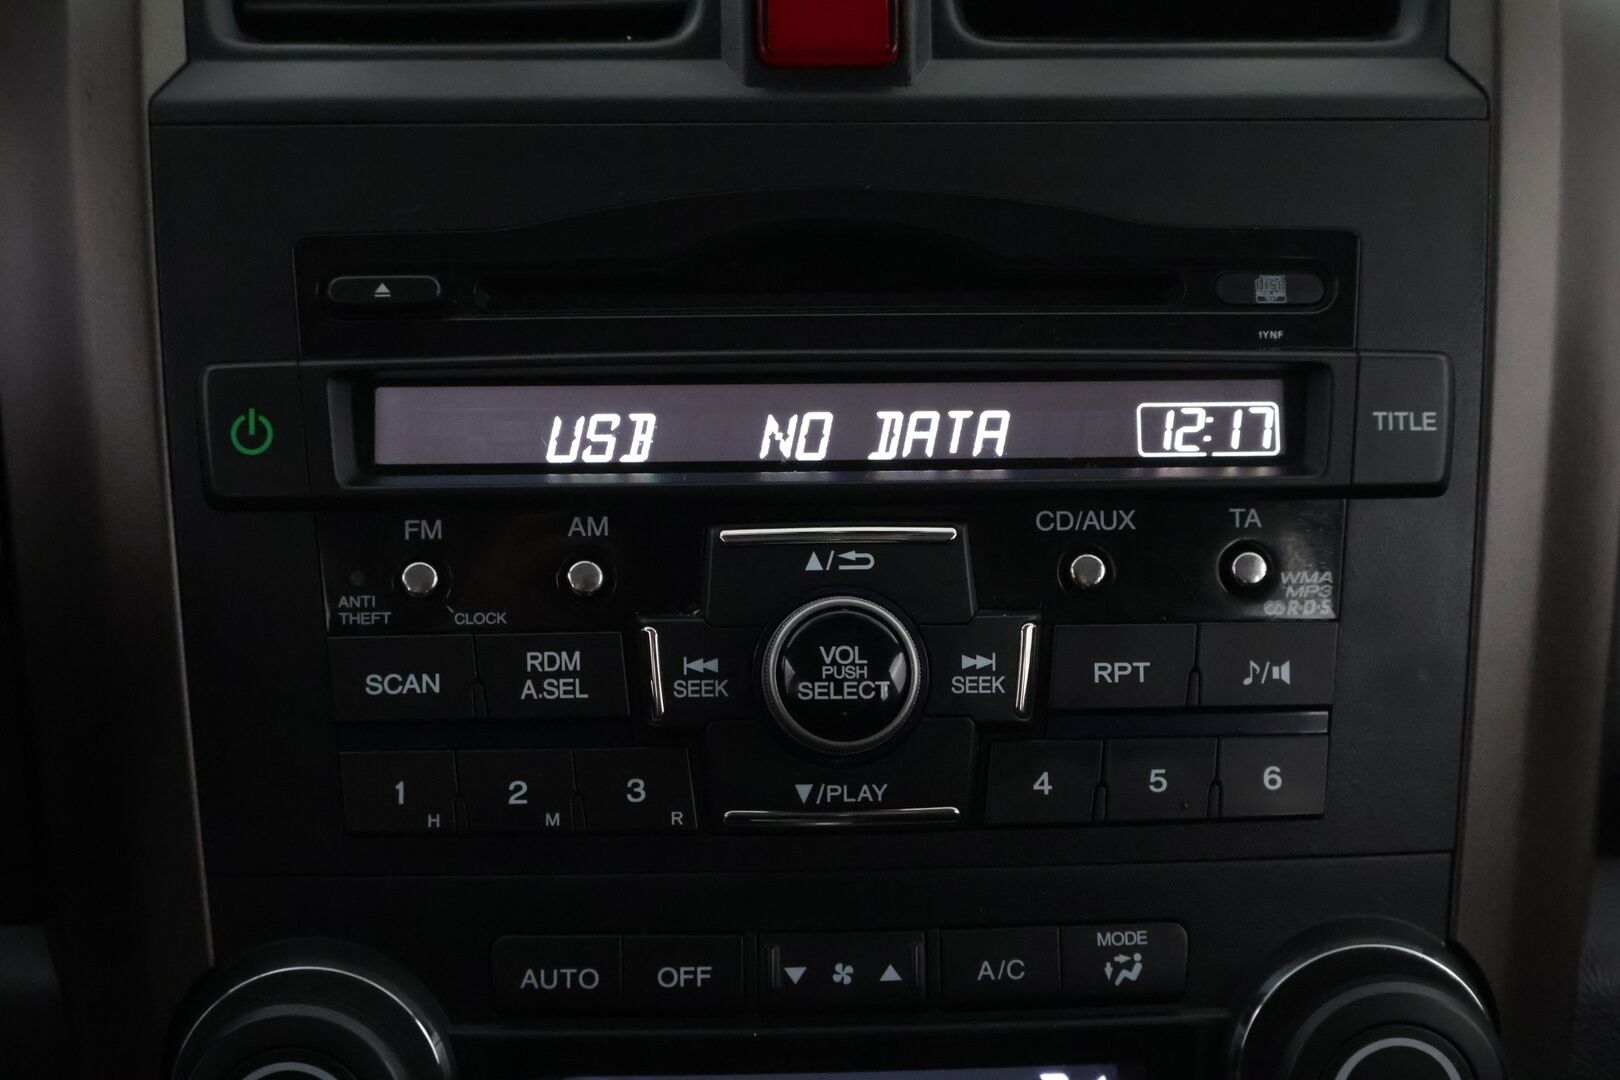 1YNF
USB NO DATA 12:17
TITLE
FM
AM
CD/AUX
TA
ANTI
THEFT
CLOCK
WMA
MP3
R·D·S
SCAN
RDM
A.SEL
SEEK
VOL
PUSH
SELECT
SEEK
RPT
1 H
2 M
3 R
/PLAY
4
5
6
AUTO
OFF
A/C
MODE